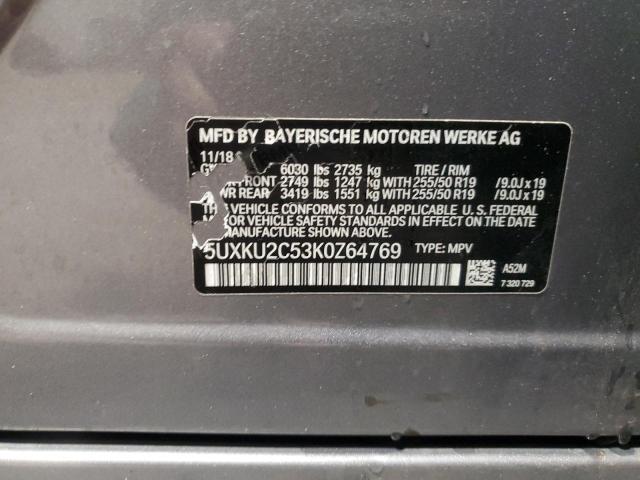 MFD BY BAYERISCHE MOTOREN WERKE AG
11/18
6030 lbs 2735 kg TIRE / RIM
FRONT 2749 lbs 1247 kg WITH 255/50 R19 /9.0J x 19
REAR 3419 lbs 1551 kg WITH 255/50 R19 /9.0J x 19
VEHICLE CONFORMS TO ALL APPLICABLE U. S. FEDERAL
VEHICLE SAFETY STANDARDS IN EFFECT ON THE DATE
MANUFACTURE SHOWN ABOVE.
5UXKU2C53K0Z64769 TYPE: MPV
A52M
7 320 729